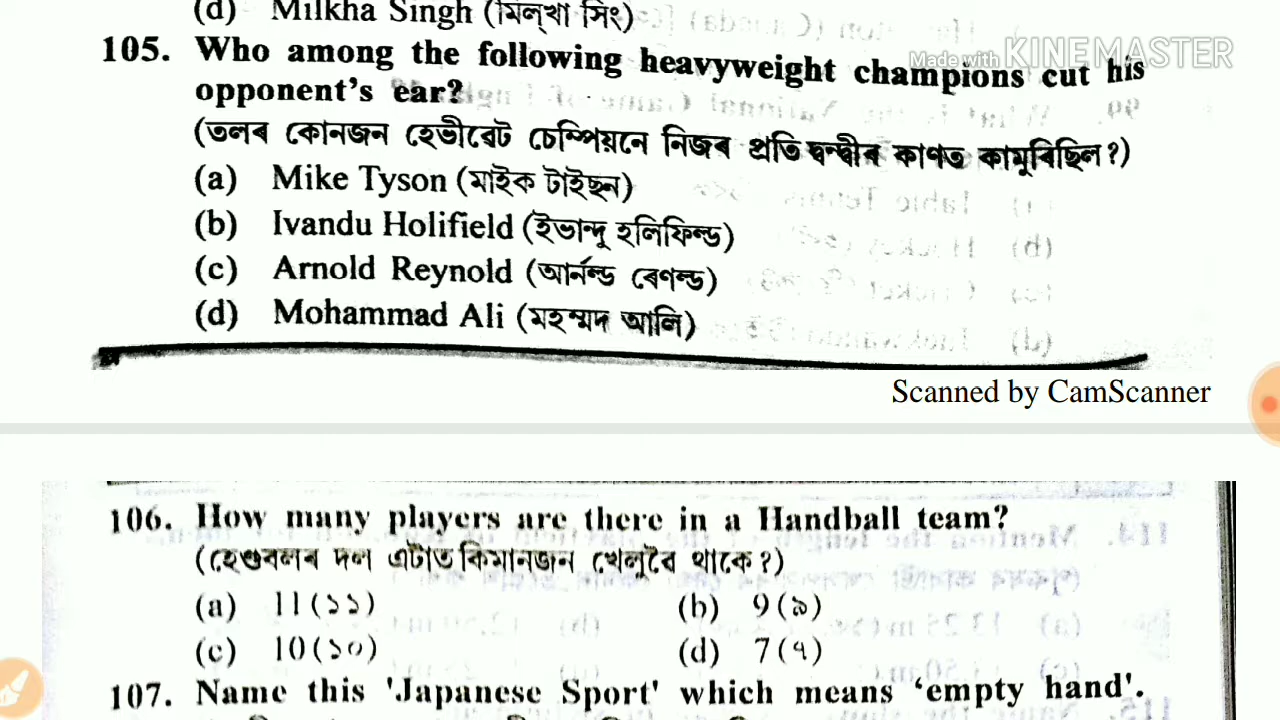 (d) Milkha Singh (মিল্খা সিং)
Made with KINEMASTER
105. Who among the following heavyweight champions cut his
opponent's ear?
(তলৰ কোনজন হেভীৱেট চেম্পিয়নে নিজৰ প্ৰতি দ্বন্দ্বীৰ কাণত কামুৰিছিল ?)
(a) Mike Tyson (মাইক টাইছন)
(b) Ivandu Holifield (ইভান্দু হলিফিল্ড)
(c) Arnold Reynold (আৰ্নল্ড ৰেণল্ড)
(d) Mohammad Ali (মহম্মদ আলি)
Scanned by CamScanner
106. How many players are there in a Handball team?
(হেণ্ডবলৰ দল এটাত কিমানজন খেলুৱৈ থাকে ?)
(a) 11 (১১) (b) 9 (৯)
(c) 10 (১০) (d) 7 (৭)
107. Name this 'Japanese Sport' which means ‘empty hand'.